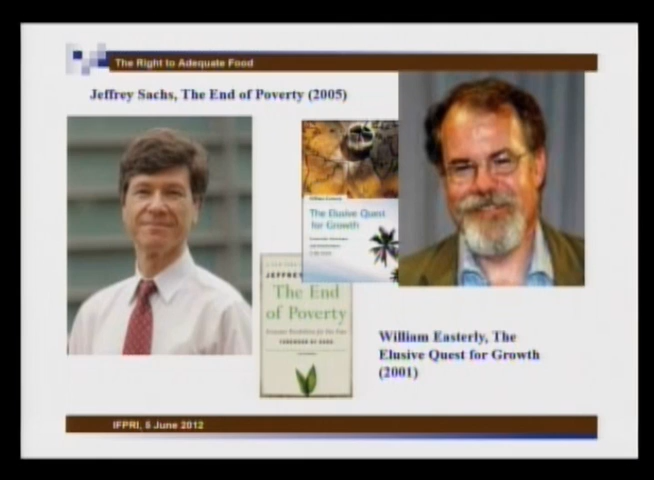 The Right to Adequate Food
Jeffrey Sachs, The End of Poverty (2005)
The Elusive Quest
for Growth
JEFFREY
The End
of Poverty
William Easterly, The
Elusive Quest for Growth
(2001)
IFPRI, 5 June 2012